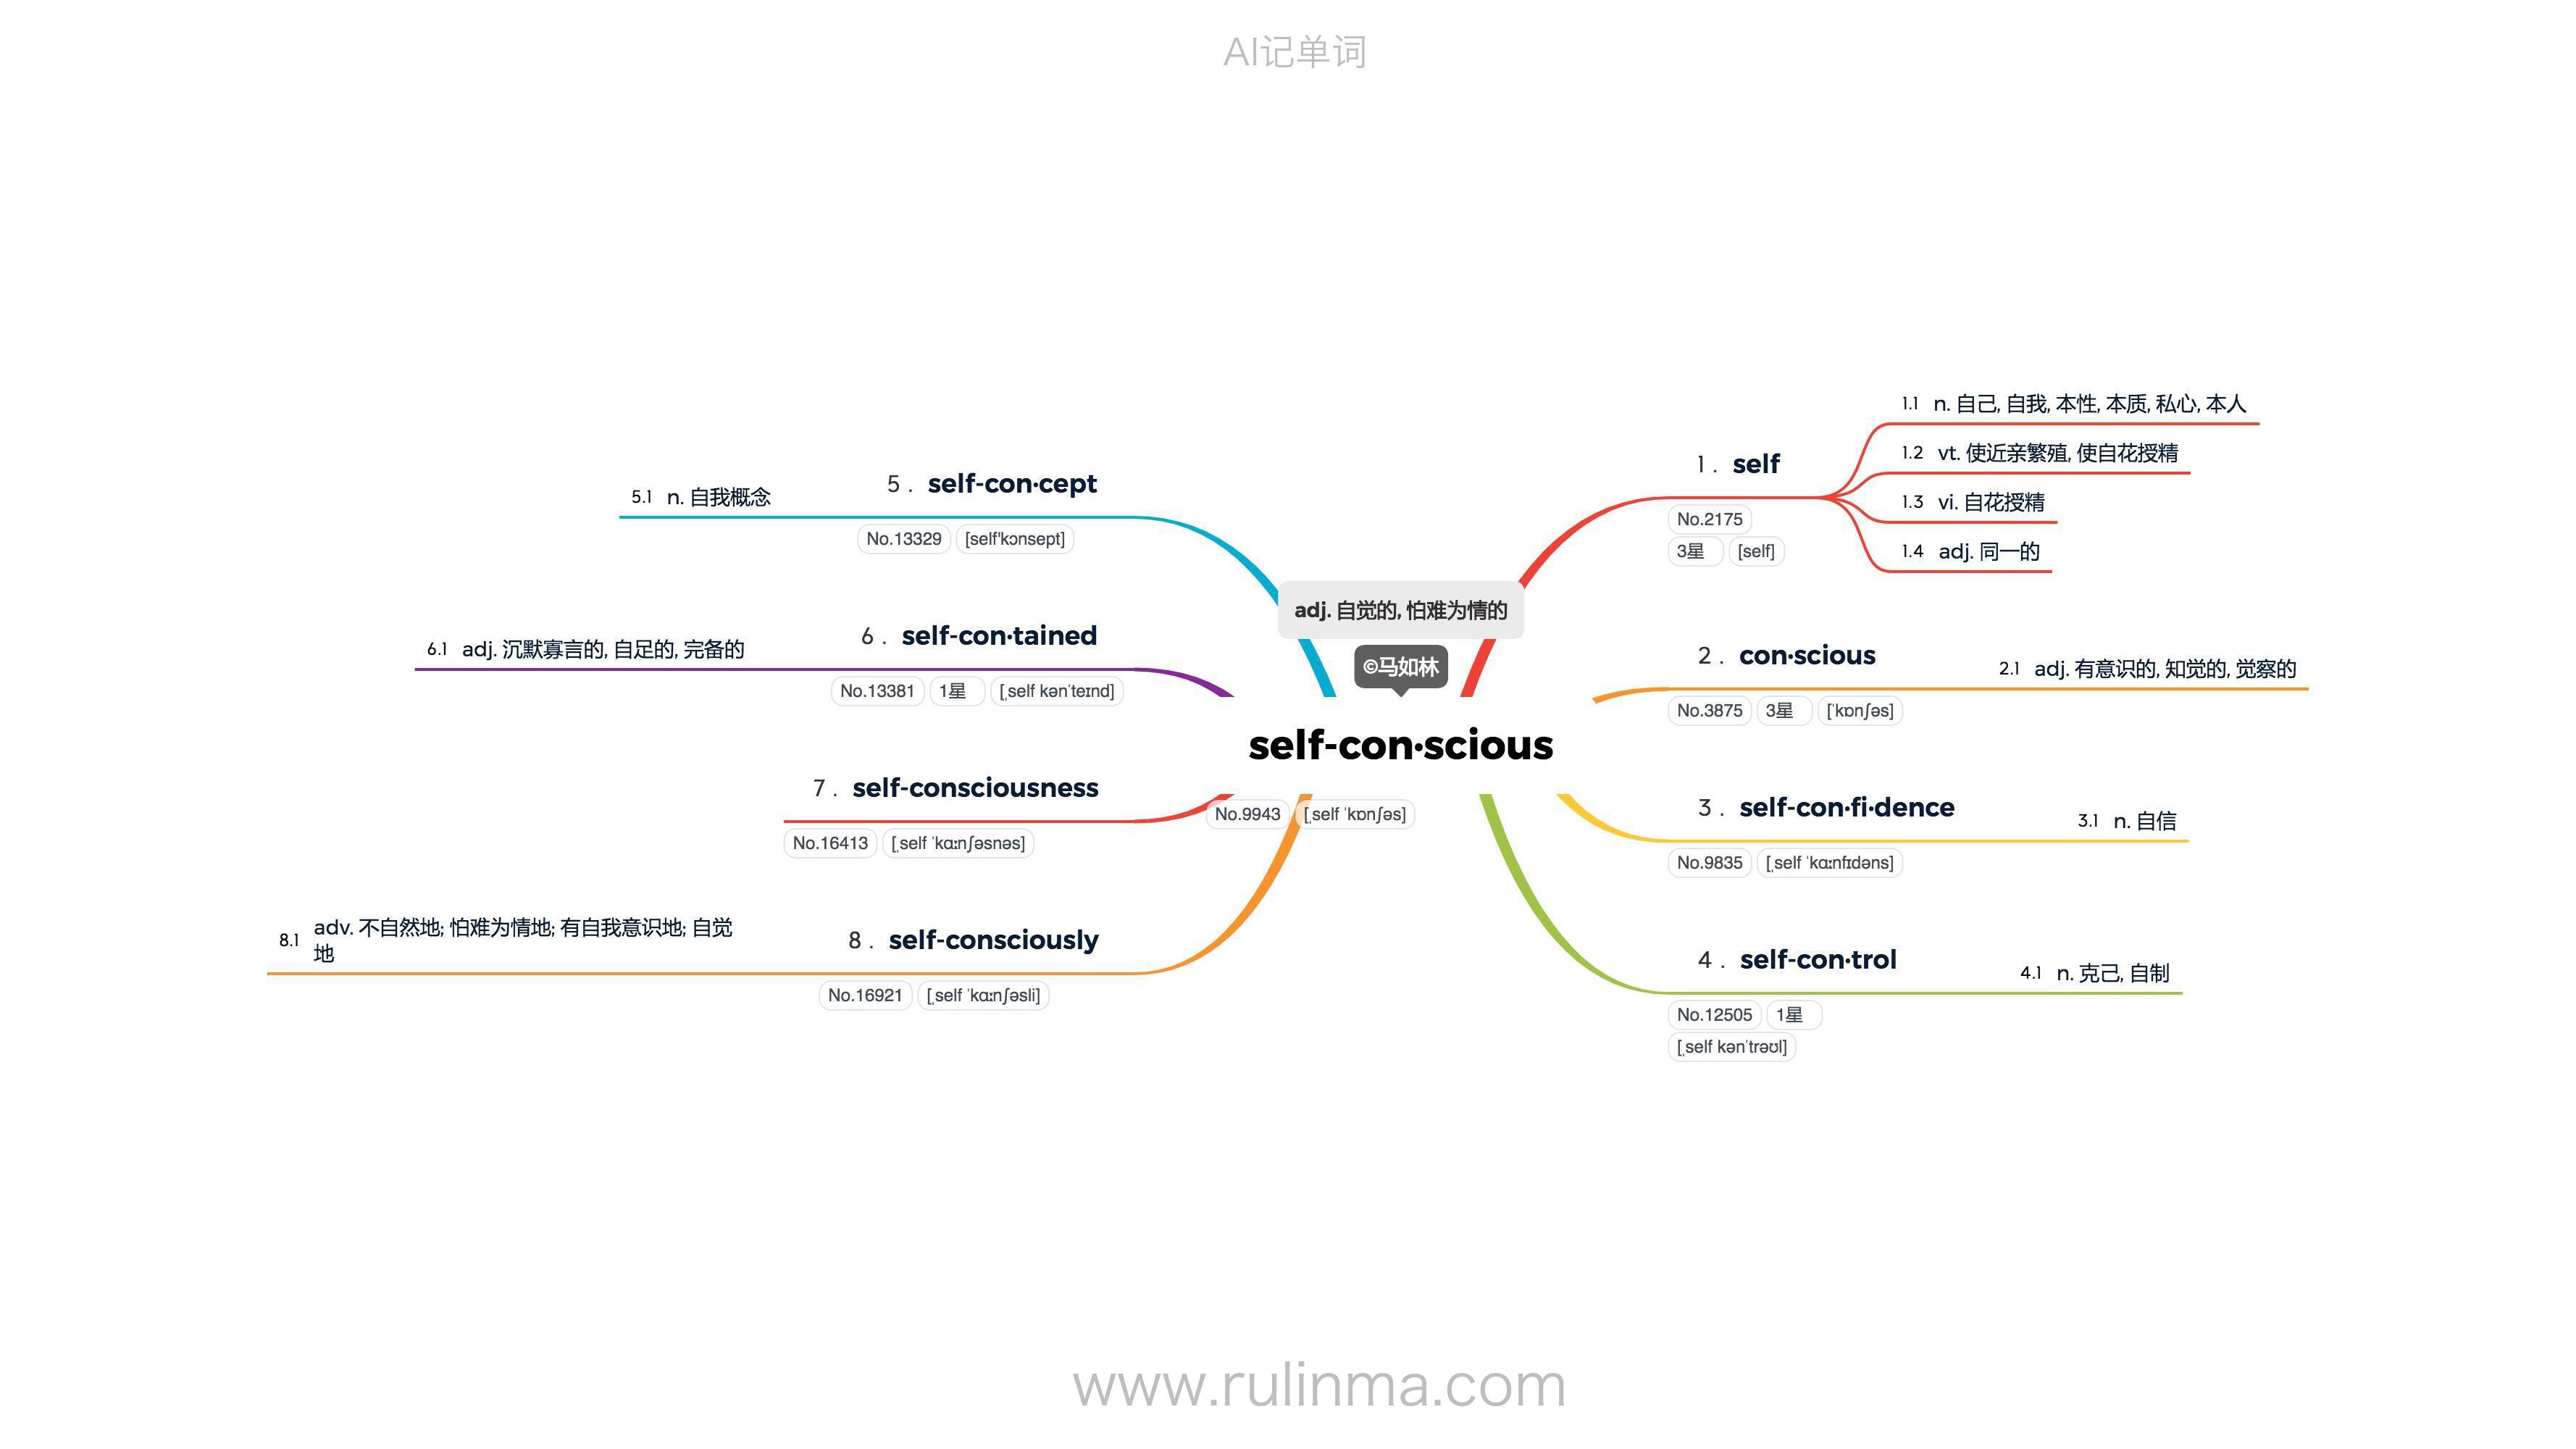 AI记单词
adj. 自觉的, 怕难为情的
©马如林
self-con·scious
No.9943 [ˌself ˈkɒnʃəs]
1 . self
No.2175
3星 [self]
1.1 n. 自己, 自我, 本性, 本质, 私心, 本人
1.2 vt. 使近亲繁殖, 使自花授精
1.3 vi. 自花授精
1.4 adj. 同一的
2 . con·scious
No.3875 3星 [ˈkɒnʃəs]
2.1 adj. 有意识的, 知觉的, 觉察的
3 . self-con·fi·dence
No.9835 [ˌself ˈkɑːnfɪdəns]
3.1 n. 自信
4 . self-con·trol
No.12505 1星
[ˌself kənˈtrəʊl]
4.1 n. 克己, 自制
5 . self-con·cept
No.13329 [self'kɔnsept]
5.1 n. 自我概念
6 . self-con·tained
No.13381 1星 [ˌself kənˈteɪnd]
6.1 adj. 沉默寡言的, 自足的, 完备的
7 . self-consciousness
No.16413 [ˌself ˈkɑːnʃəsnəs]
8 . self-consciously
No.16921 [ˌself ˈkɑːnʃəsli]
8.1 adv. 不自然地; 怕难为情地; 有自我意识地; 自觉
地
www.rulinma.com